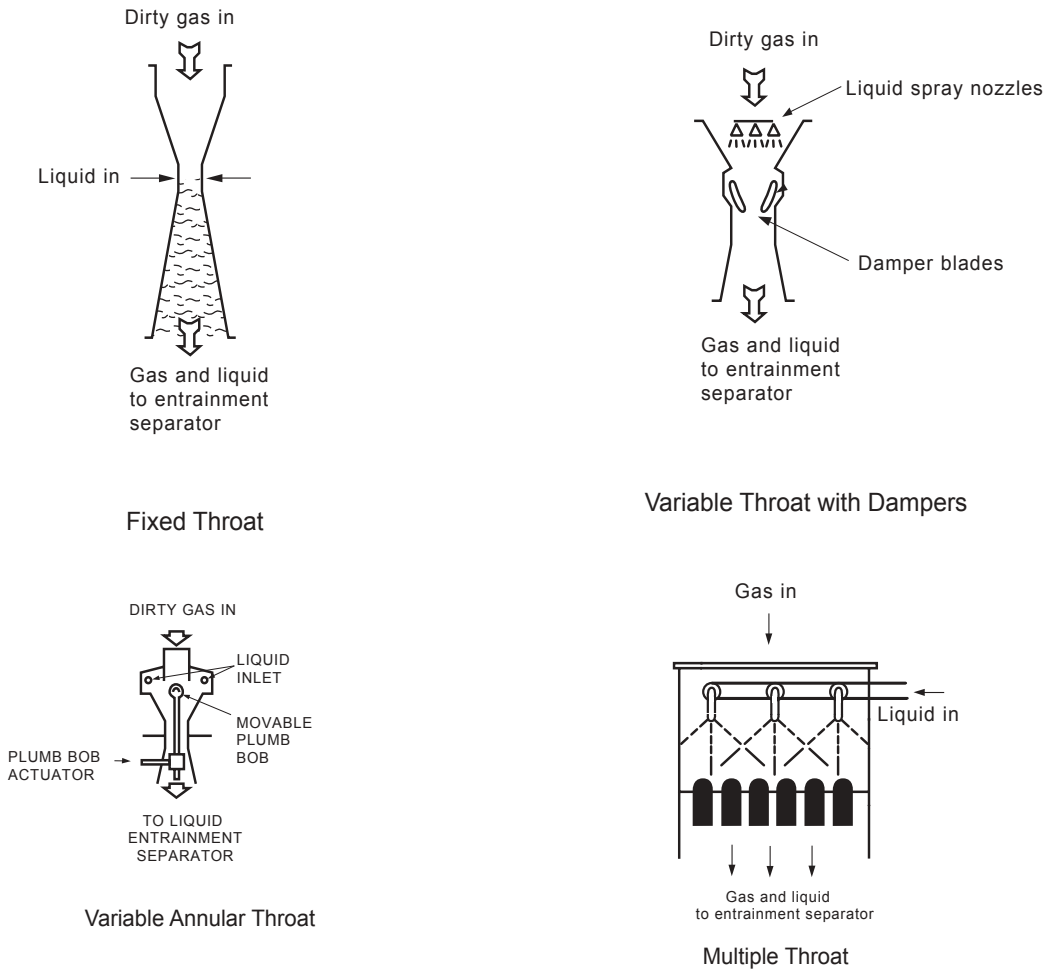 Dirty gas in
Liquid in
Gas and liquid
to entrainment
separator
Fixed Throat
Dirty gas in
Liquid spray nozzles
Damper blades
Gas and liquid
to entrainment
separator
Variable Throat with Dampers
DIRTY GAS IN
LIQUID
INLET
MOVABLE
PLUMB
BOB
PLUMB BOB
ACTUATOR
TO LIQUID
ENTRAINMENT
SEPARATOR
Variable Annular Throat
Gas in
Liquid in
Gas and liquid
to entrainment separator
Multiple Throat